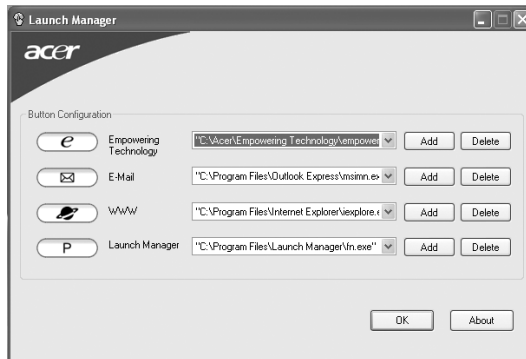 Launch Manager
acer
Button Configuration
e Empowering Technology "C:\Acer\Empowering Technology\empower Add Delete
E-Mail "C:\Program Files\Outlook Express\msimn.ex Add Delete
WWW "C:\Program Files\Internet Explorer\iexplore.e Add Delete
P Launch Manager "C:\Program Files\Launch Manager\fn.exe" Add Delete
OK About